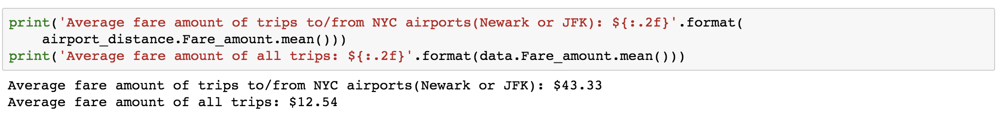 print('Average fare amount of trips to/from NYC airports(Newark or JFK): ${:.2f}'.format(
    airport_distance.Fare_amount.mean()))
print('Average fare amount of all trips: ${:.2f}'.format(data.Fare_amount.mean()))
Average fare amount of trips to/from NYC airports(Newark or JFK): $43.33
Average fare amount of all trips: $12.54